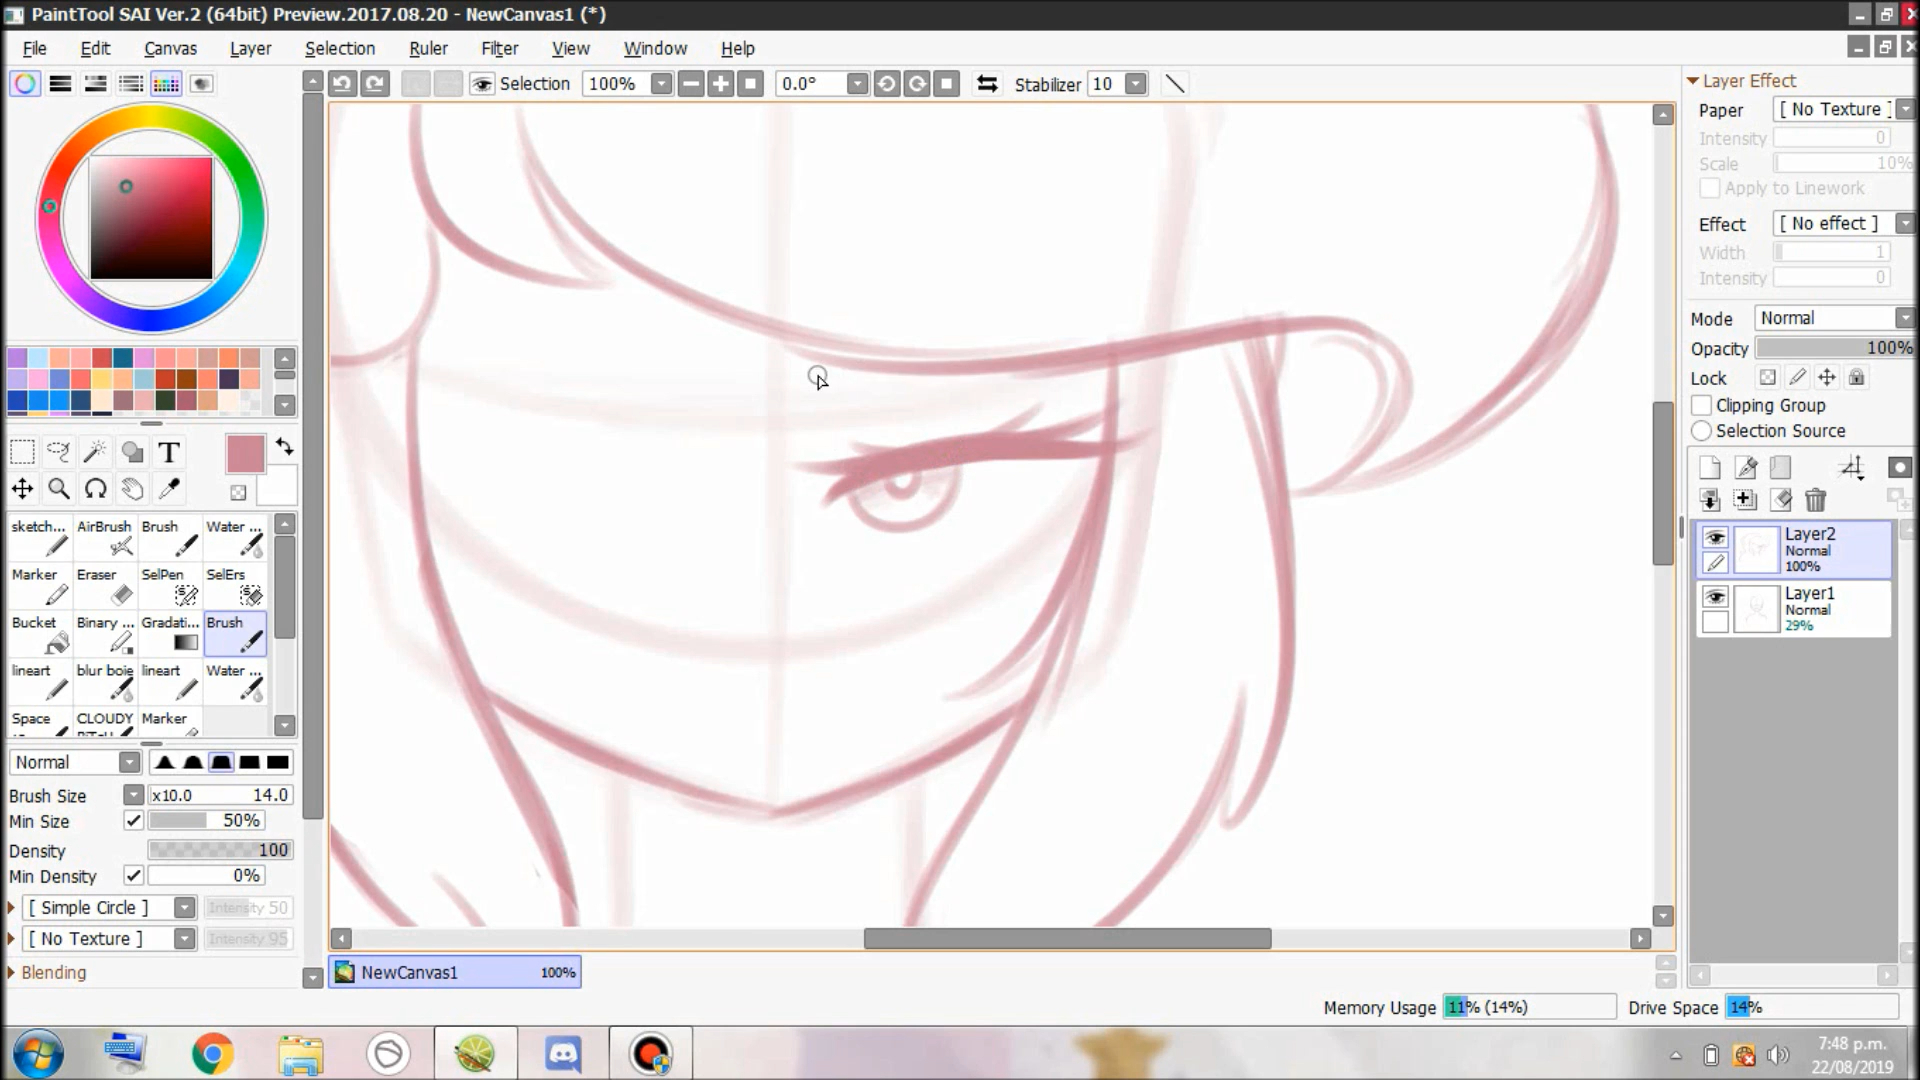 PaintTool SAI Ver.2 (64bit) Preview.2017.08.20 - NewCanvas1 (*)
File Edit Canvas Layer Selection Ruler Filter View Window Help
Selection 100% 0.0° Stabilizer 10
Layer Effect
Paper [ No Texture ]
Intensity 0
Scale 10%
Apply to Linework
Effect [ No effect ]
Width 1
Intensity 0
Mode Normal
Opacity 100%
Lock
Clipping Group
Selection Source
Layer2
Normal
100%
Layer1
Normal
29%
T
sketch... AirBrush Brush Water ...
Marker Eraser SelPen SelErs
Bucket Binary ... Gradati... Brush
lineart blur boie lineart Water ...
Space CLOUDY Marker
Normal
Brush Size x10.0 14.0
Min Size 50%
Density 100
Min Density 0%
[ Simple Circle ] Intensity 50
[ No Texture ] Intensity 95
Blending
NewCanvas1 100%
Memory Usage 11% (14%) Drive Space 14%
7:48 p.m.
22/08/2019